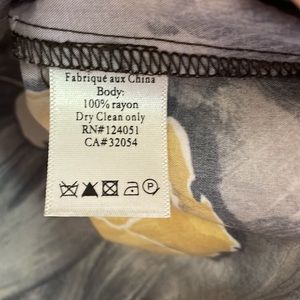 Fabriqué aux China
Body:
100% rayon
Dry Clean only
RN#124051
CA#32054
P